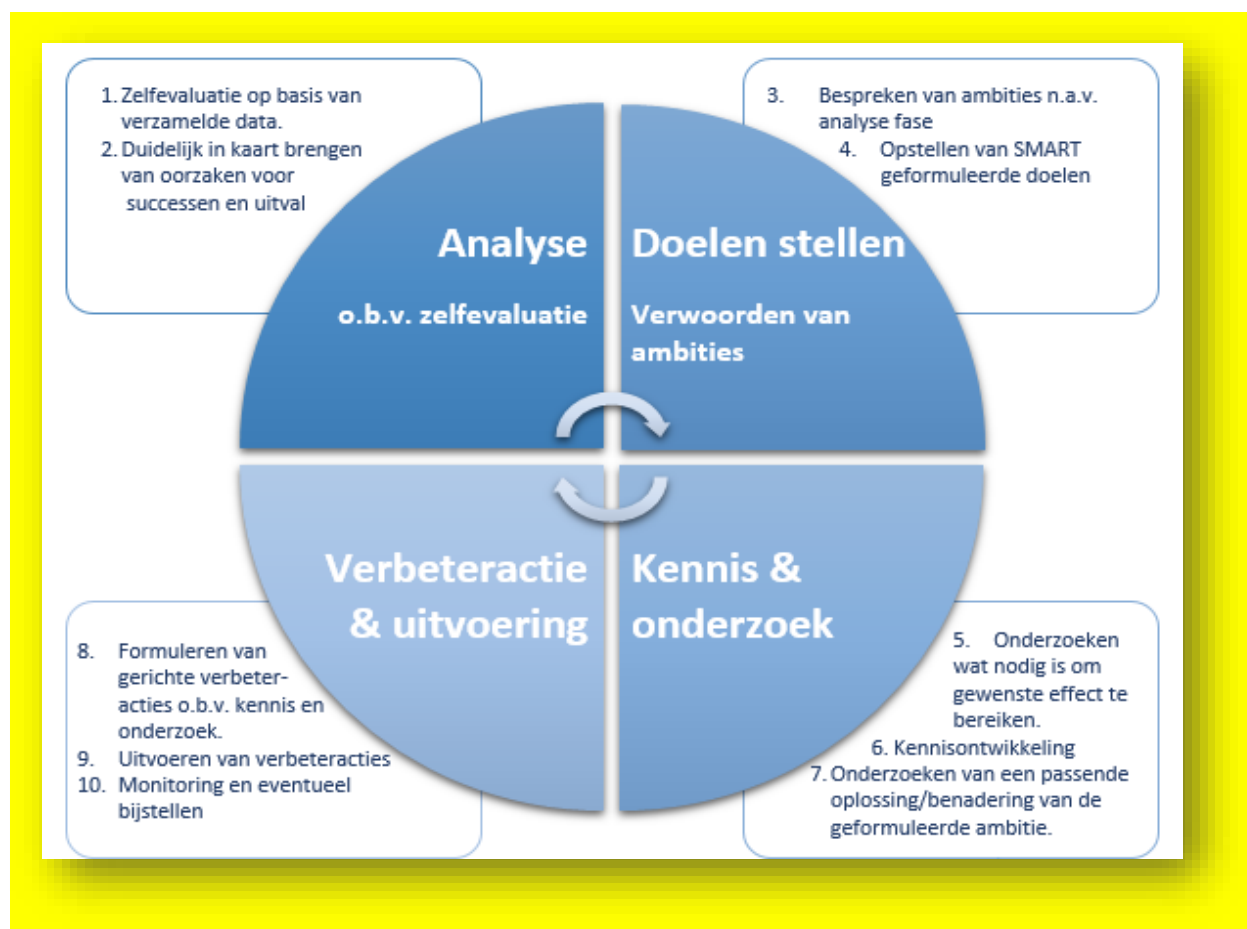 1. Zelfevaluatie op basis van
verzamelde data.
2. Duidelijk in kaart brengen
van oorzaken voor
successen en uitval
Analyse
o.b.v. zelfevaluatie
3. Bespreken van ambities n.a.v.
analyse fase
4. Opstellen van SMART
geformuleerde doelen
Doelen stellen
Verwoorden van
ambities
Verbeteractie
& uitvoering
8. Formuleren van
gerichte verbeter-
acties o.b.v. kennis en
onderzoek.
9. Uitvoeren van verbeteracties
10. Monitoring en eventueel
bijstellen
Kennis &
onderzoek
5. Onderzoeken
wat nodig is om
gewenste effect te
bereiken.
6. Kennisontwikkeling
7. Onderzoeken van een passende
oplossing/benadering van de
geformuleerde ambitie.